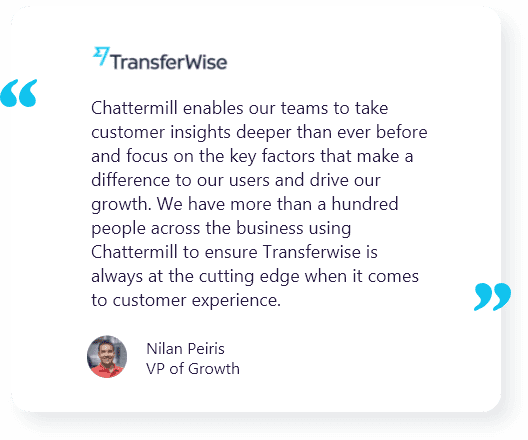 TransferWise
Chattermill enables our teams to take
customer insights deeper than ever before
and focus on the key factors that make a
difference to our users and drive our
growth. We have more than a hundred
people across the business using
Chattermill to ensure Transferwise is
always at the cutting edge when it comes
to customer experience.
Nilan Peiris
VP of Growth